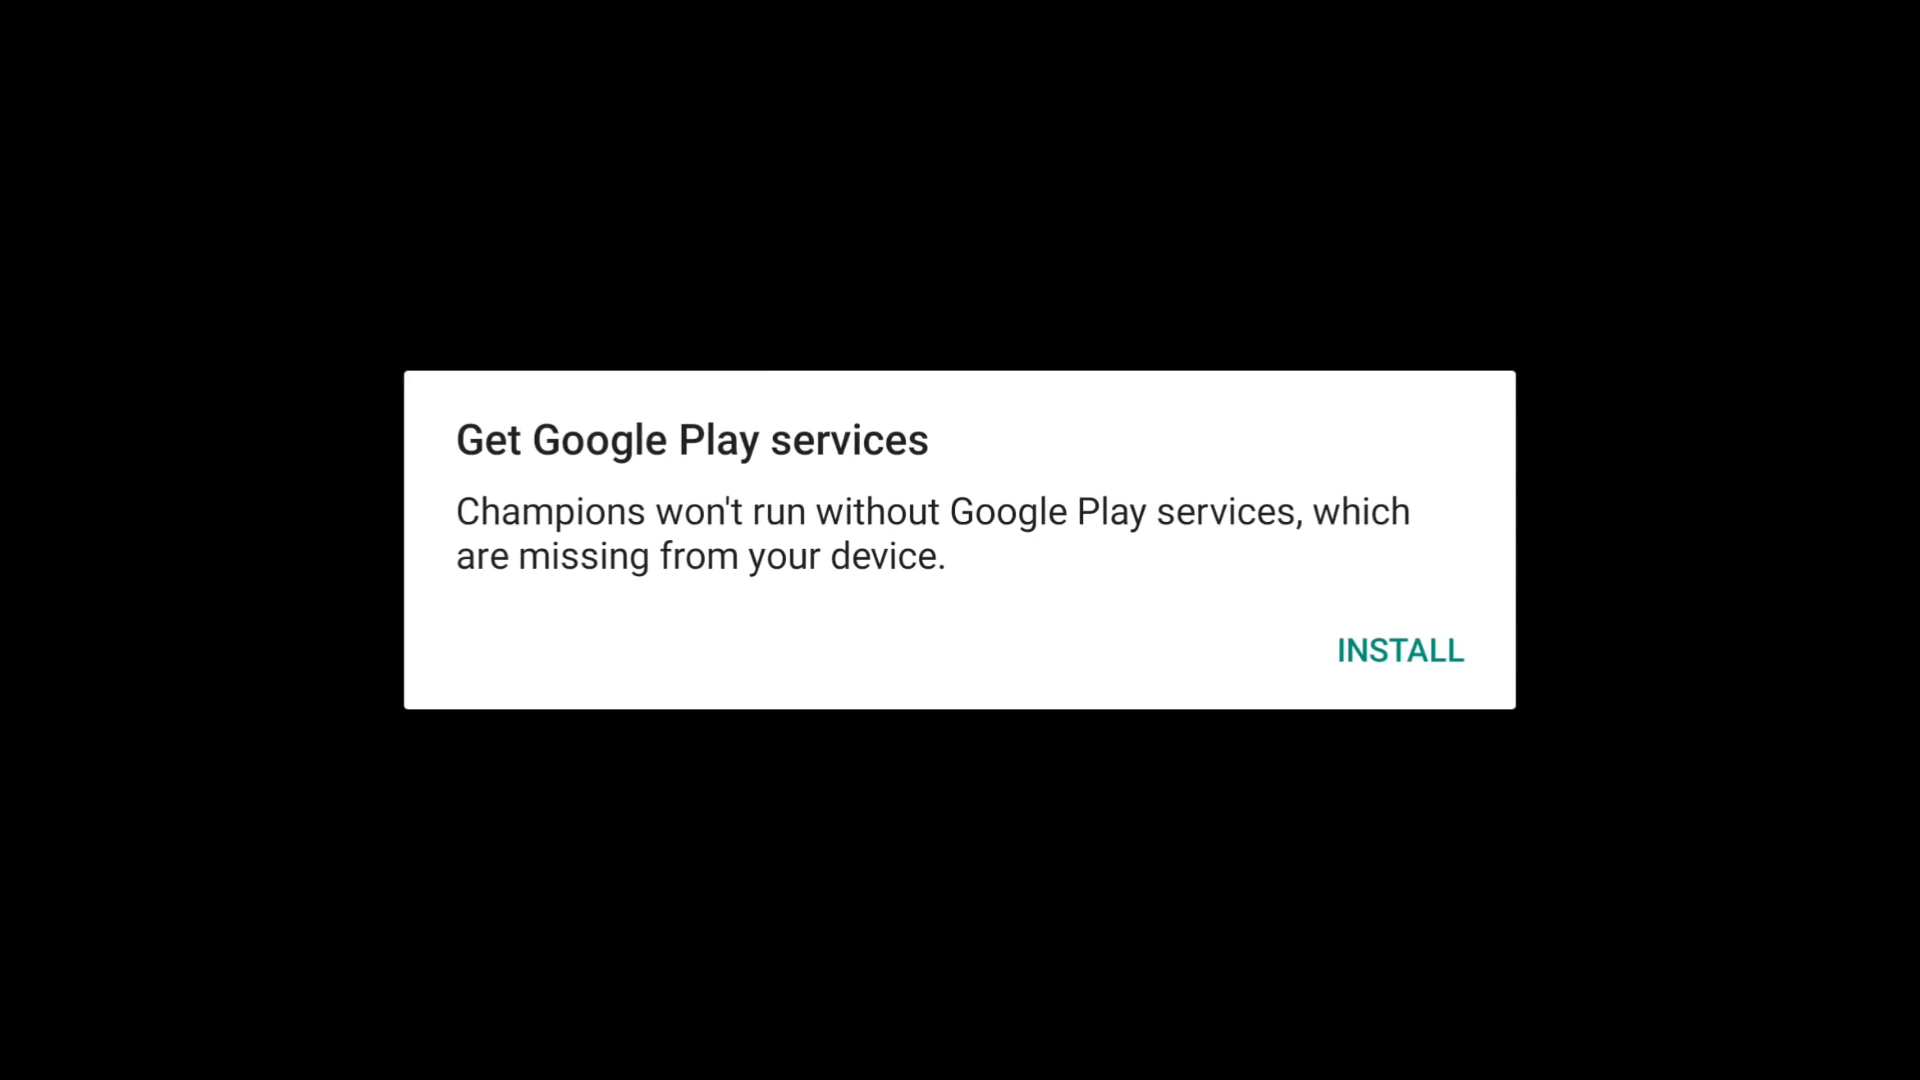 Get Google Play services
Champions won't run without Google Play services, which
are missing from your device.
INSTALL